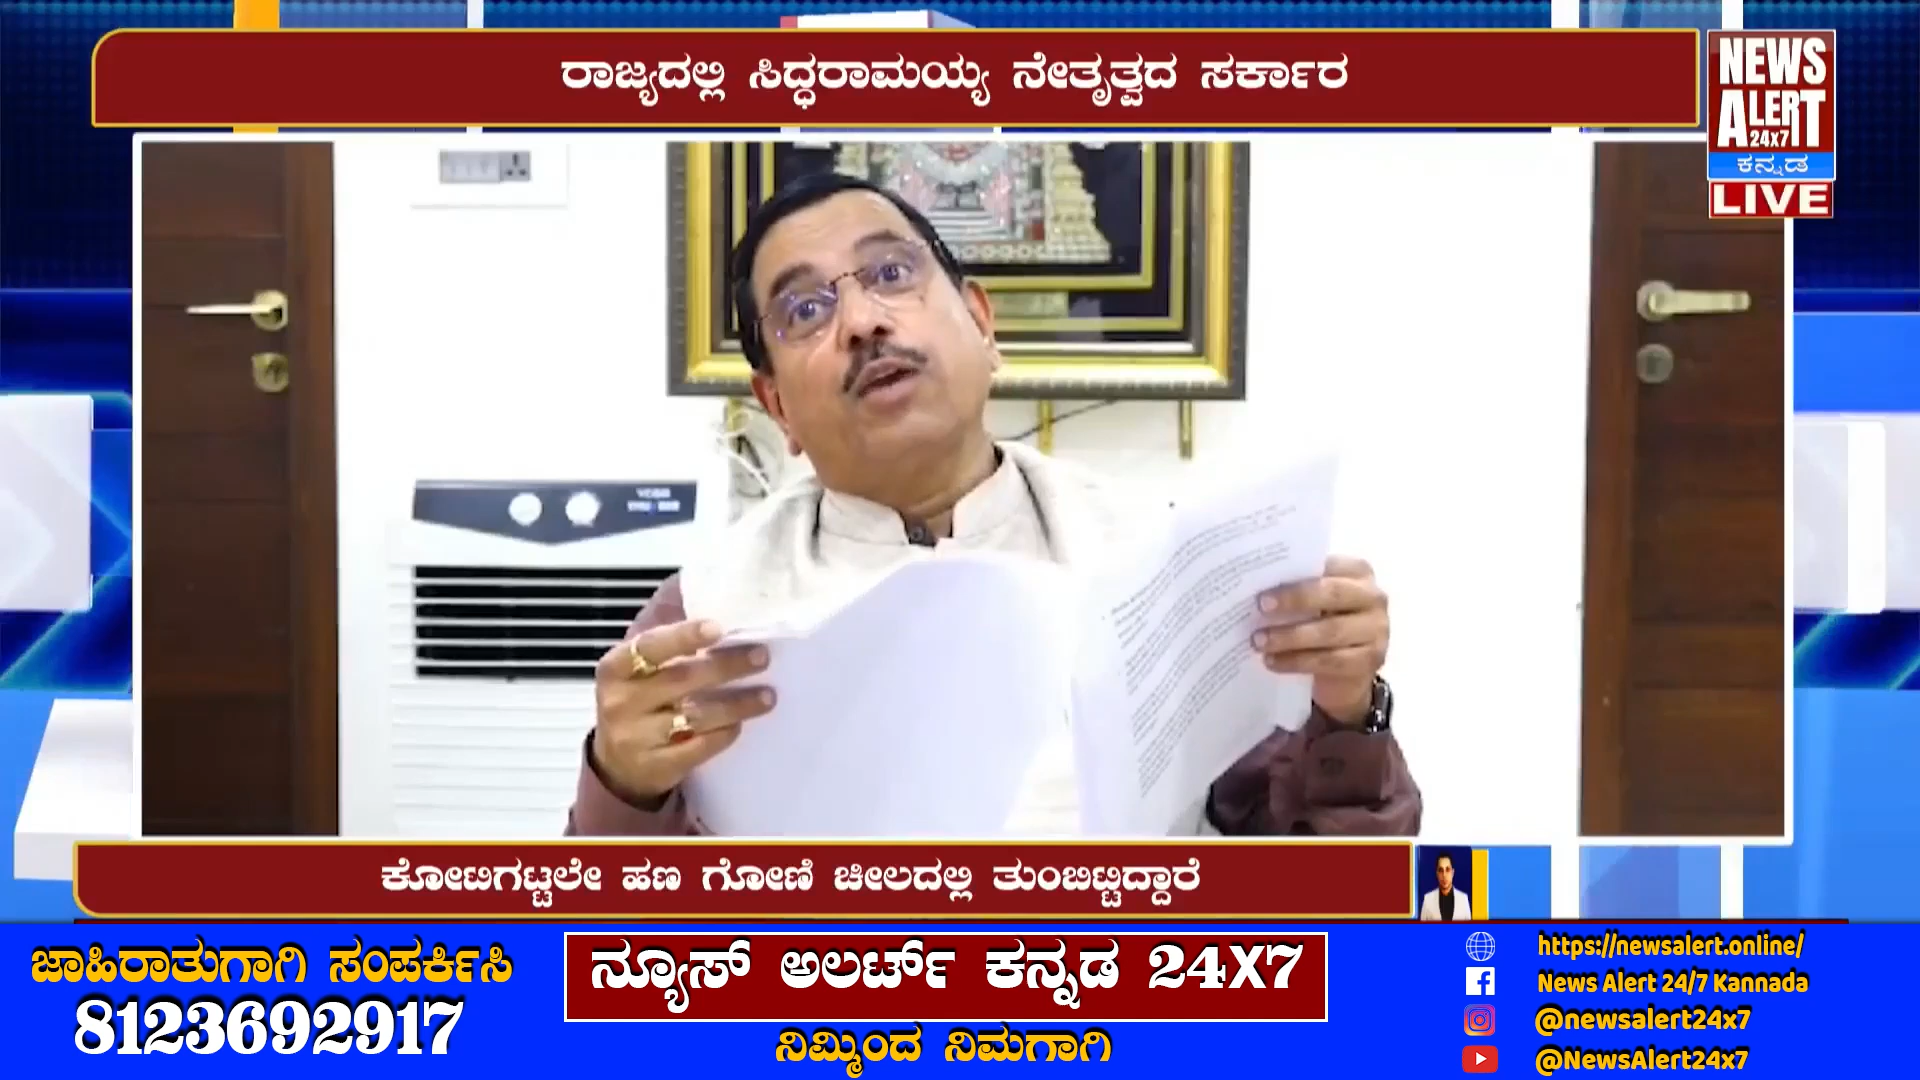 ರಾಜ್ಯದಲ್ಲಿ ಸಿದ್ಧರಾಮಯ್ಯ ನೇತೃತ್ವದ ಸರ್ಕಾರ
NEWS
ALERT
24x7
ಕನ್ನಡ
LIVE
ಕೋಟಿಗಟ್ಟಲೇ ಹಣ ಗೋಣಿ ಚೀಲದಲ್ಲಿ ತುಂಬಿಟ್ಟಿದ್ದಾರೆ
ಜಾಹಿರಾತುಗಾಗಿ ಸಂಪರ್ಕಿಸಿ
8123692917
ನ್ಯೂಸ್ ಅಲರ್ಟ್ ಕನ್ನಡ 24X7
ನಿಮ್ಮಿಂದ ನಿಮಗಾಗಿ
https://newsalert.online/
News Alert 24/7 Kannada
@newsalert24x7
@NewsAlert24x7